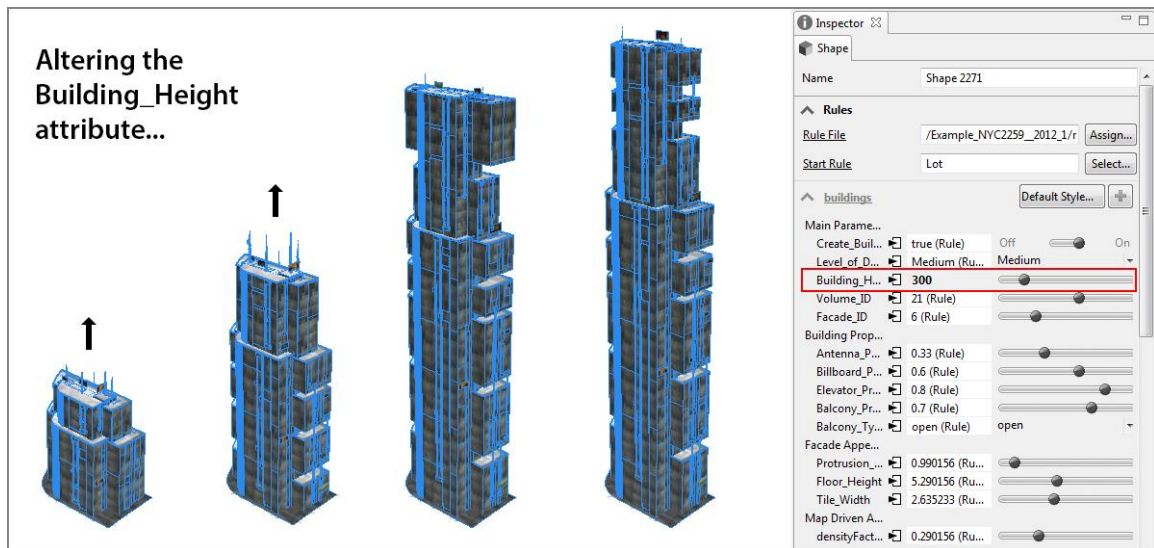 Altering the
Building_Height
attribute...
Inspector
Shape
Name Shape 2271
Rules
Rule File /Example_NYC2259__2012_1/r Assign...
Start Rule Lot Select...
buildings Default Style...
Main Parame...
Create_Buil... true (Rule) Off On
Level_of_D... Medium (Ru... Medium
Building_H... 300
Volume_ID 21 (Rule)
Facade_ID 6 (Rule)
Building Prop...
Antenna_P... 0.33 (Rule)
Billboard_P... 0.6 (Rule)
Elevator_Pr... 0.8 (Rule)
Balcony_Pr... 0.7 (Rule)
Balcony_Ty... open (Rule) open
Facade Appe...
Protrusion_... 0.990156 (Ru...
Floor_Height 5.290156 (Ru...
Tile_Width 2.635233 (Ru...
Map Driven A...
densityFact... 0.290156 (Ru...